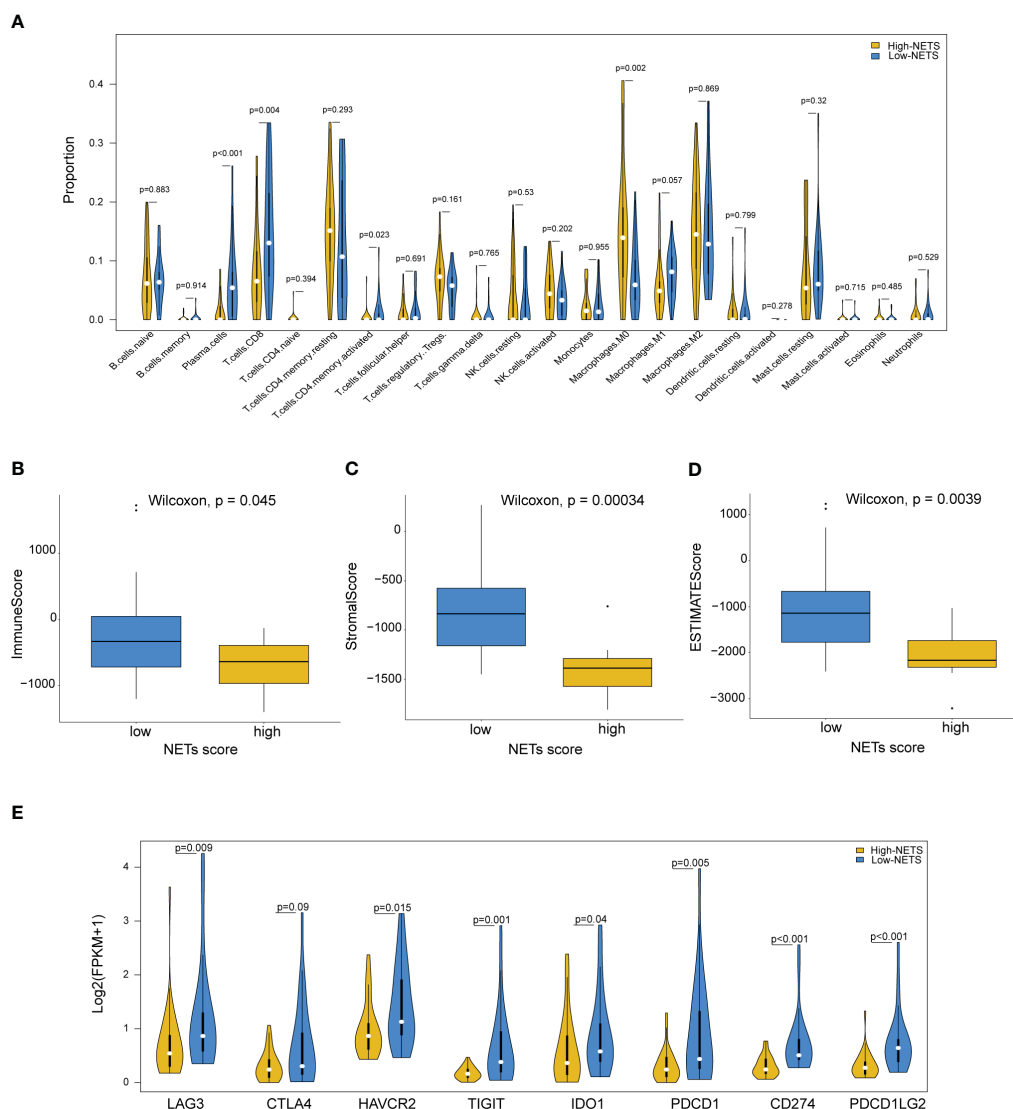 A
High-NETS
Low-NETS
Proportion
0.4
0.3
0.2
0.1
0.0
p=0.883
p=0.914
p<0.001
p=0.004
p=0.394
p=0.293
p=0.023
p=0.691
p=0.161
p=0.765
p=0.53
p=0.202
p=0.955
p=0.002
p=0.057
p=0.869
p=0.799
p=0.278
p=0.32
p=0.715
p=0.485
p=0.529
B.cells.naive
B.cells.memory
Plasma.cells
T.cells.CD8
T.cells.CD4.naive
T.cells.CD4.memory.resting
T.cells.CD4.memory.activated
T.cells.follicular.helper
T.cells.regulatory..Tregs.
T.cells.gamma.delta
NK.cells.resting
NK.cells.activated
Monocytes
Macrophages.M0
Macrophages.M1
Macrophages.M2
Dendritic.cells.resting
Dendritic.cells.activated
Mast.cells.resting
Mast.cells.activated
Eosinophils
Neutrophils
B
Wilcoxon, p = 0.045
ImmuneScore
1000
0
−1000
low high
NETs score
C
Wilcoxon, p = 0.00034
StromalScore
0
−500
−1000
−1500
low high
NETs score
D
Wilcoxon, p = 0.0039
ESTIMATEScore
1000
0
−1000
−2000
−3000
low high
NETs score
E
High-NETS
Low-NETS
Log2(FPKM+1)
4
3
2
1
0
p=0.009
p=0.09
p=0.015
p=0.001
p=0.04
p=0.005
p<0.001
p<0.001
LAG3 CTLA4 HAVCR2 TIGIT IDO1 PDCD1 CD274 PDCD1LG2